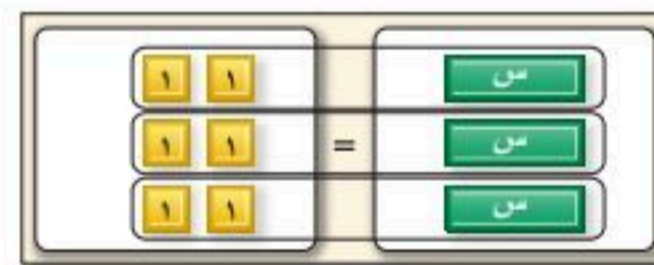 س ١ ١
س = ١ ١
س ١ ١